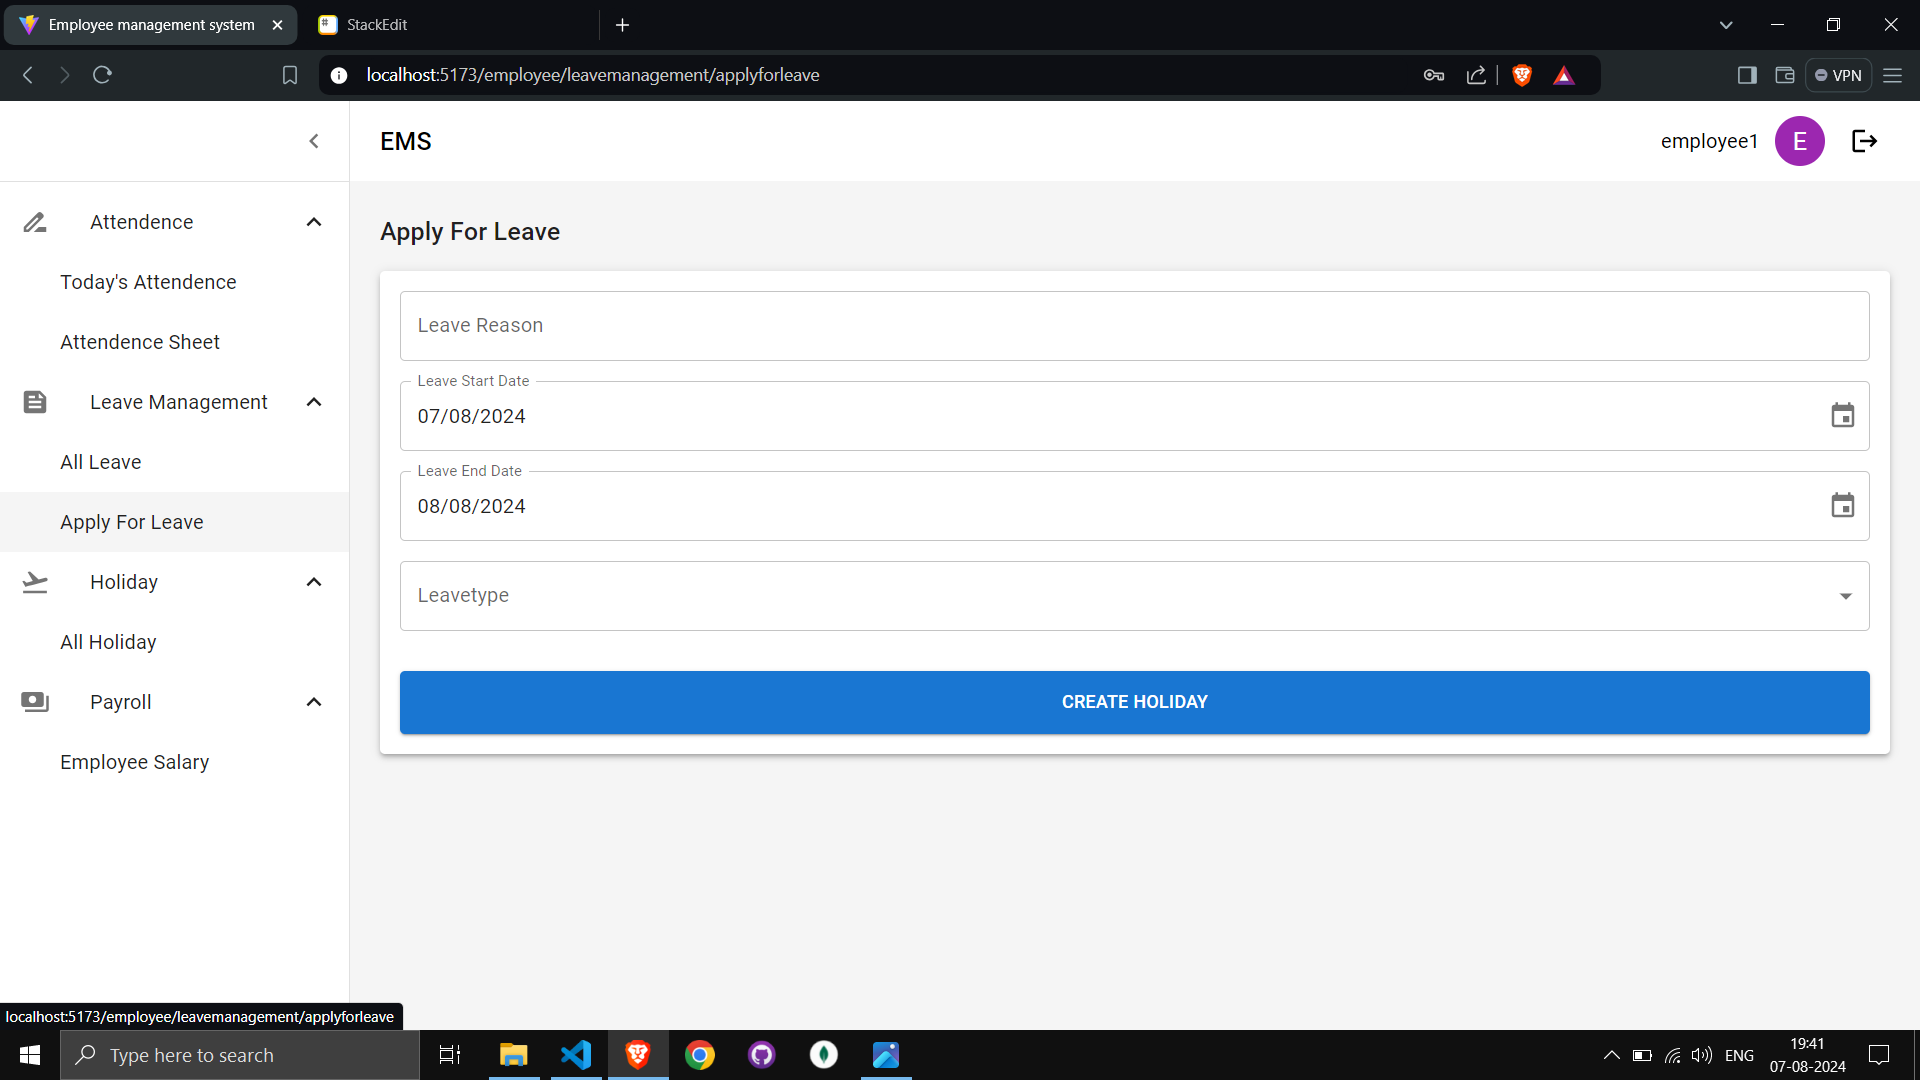 Employee management system
StackEdit
localhost:5173/employee/leavemanagement/applyforleave
VPN
EMS
employee1
E
Attendence
Today's Attendence
Attendence Sheet
Leave Management
All Leave
Apply For Leave
Holiday
All Holiday
Payroll
Employee Salary
Apply For Leave
Leave Reason
Leave Start Date
07/08/2024
Leave End Date
08/08/2024
Leavetype
CREATE HOLIDAY
localhost:5173/employee/leavemanagement/applyforleave
Type here to search
ENG
19:41
07-08-2024